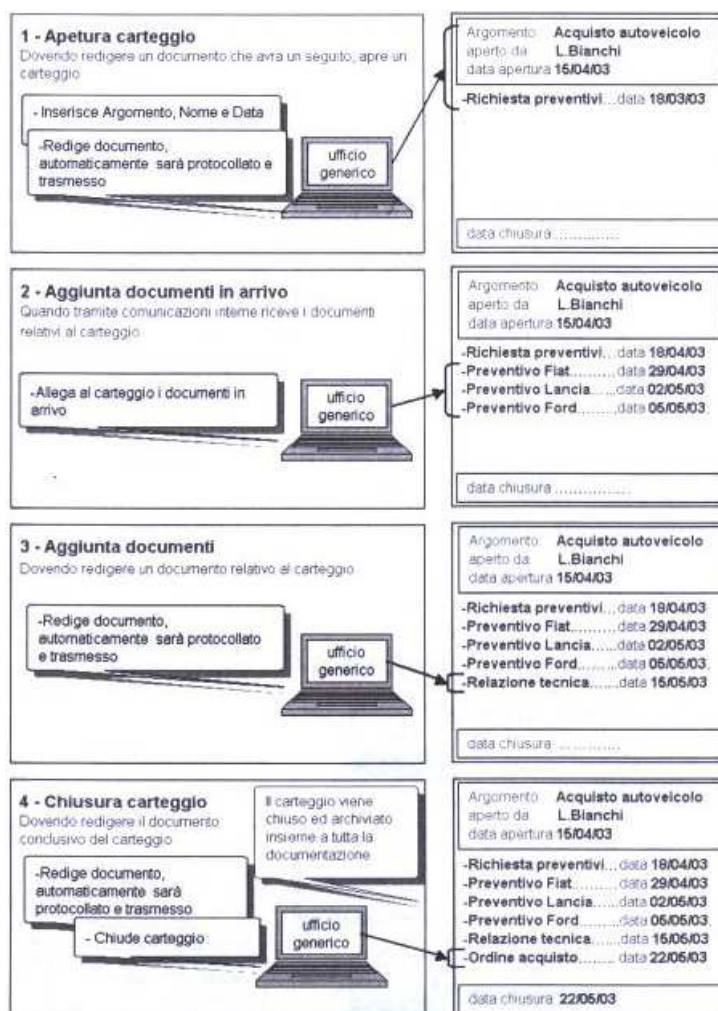 1 - Apetura carteggio
Dovendo redigere un documento che avra un seguito, apre un
carteggio
- Inserisce Argomento, Nome e Data
-Redige documento,
automaticamente sarà protocollato e
trasmesso
ufficio
generico
Argomento Acquisto autoveicolo
aperto da L.Bianchi
data apertura 15/04/03
-Richiesta preventivi...data 18/03/03
data chiusura ..............
2 - Aggiunta documenti in arrivo
Quando tramite comunicazioni interne riceve i documenti
relativi al carteggio
-Allega al carteggio i documenti in
arrivo
ufficio
generico
Argomento Acquisto autoveicolo
aperto da L.Bianchi
data apertura 15/04/03
-Richiesta preventivi...data 18/04/03
-Preventivo Fiat..........data 29/04/03
-Preventivo Lancia......data 02/05/03
-Preventivo Ford.........data 05/05/03
data chiusura ................
3 - Aggiunta documenti
Dovendo redigere un documento relativo al carteggio
-Redige documento,
automaticamente sarà protocollato
e trasmesso
ufficio
generico
Argomento Acquisto autoveicolo
aperto da L.Bianchi
data apertura 15/04/03
-Richiesta preventivi...data 18/04/03
-Preventivo Fiat..........data 29/04/03
-Preventivo Lancia......data 02/05/03
-Preventivo Ford.........data 05/05/03
-Relazione tecnica.......data 15/05/03
data chiusura ..............
4 - Chiusura carteggio
Dovendo redigere il documento
conclusivo del carteggio
Il carteggio viene
chiuso ed archiviato
insieme a tutta la
documentazione
-Redige documento,
automaticamente sarà
protocollato e trasmesso
- Chiude carteggio
ufficio
generico
Argomento Acquisto autoveicolo
aperto da L.Bianchi
data apertura 15/04/03
-Richiesta preventivi...data 18/04/03
-Preventivo Fiat..........data 29/04/03
-Preventivo Lancia......data 02/05/03
-Preventivo Ford.........data 05/05/03
-Relazione tecnica......data 15/05/03
-Ordine acquisto........ data 22/05/03
data chiusura 22/05/03